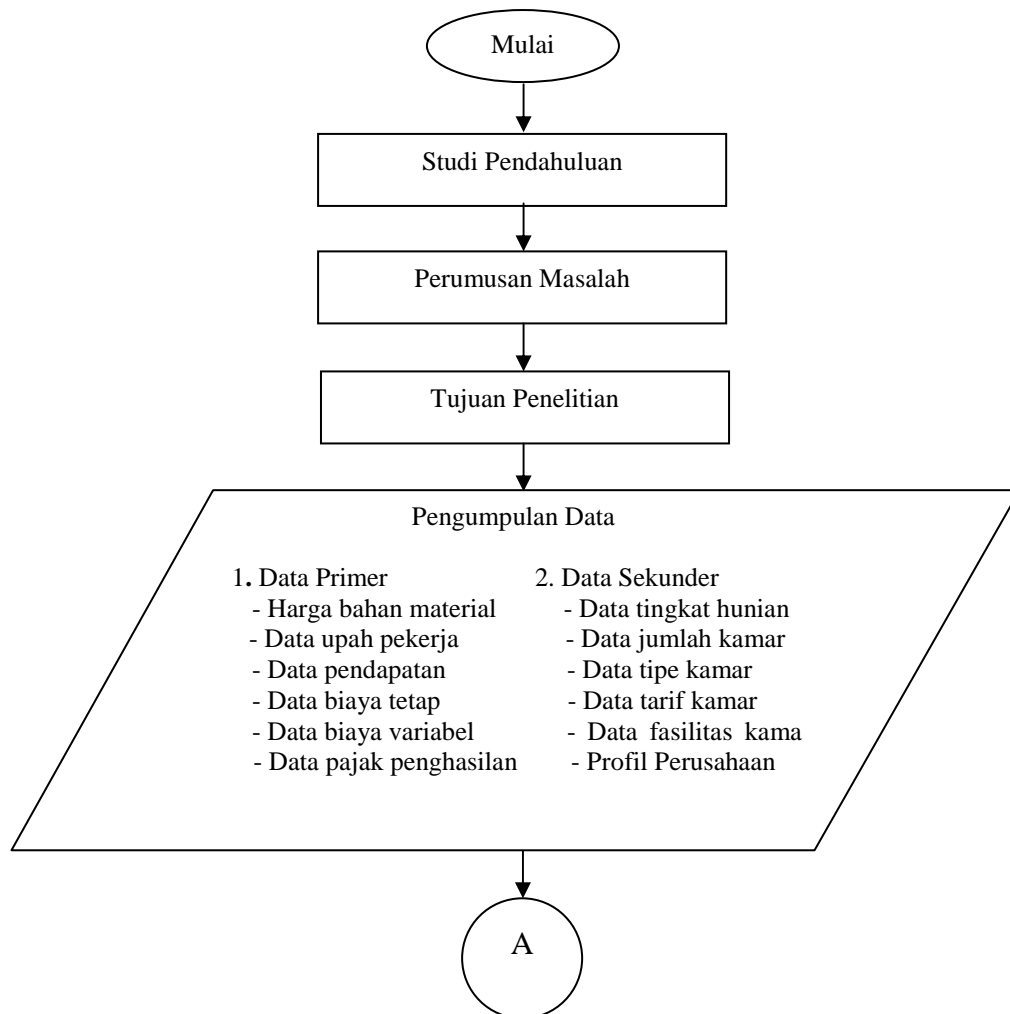 Mulai
Studi Pendahuluan
Perumusan Masalah
Tujuan Penelitian
Pengumpulan Data
1. Data Primer
- Harga bahan material
- Data upah pekerja
- Data pendapatan
- Data biaya tetap
- Data biaya variabel
- Data pajak penghasilan
2. Data Sekunder
- Data tingkat hunian
- Data jumlah kamar
- Data tipe kamar
- Data tarif kamar
- Data fasilitas kama
- Profil Perusahaan
A